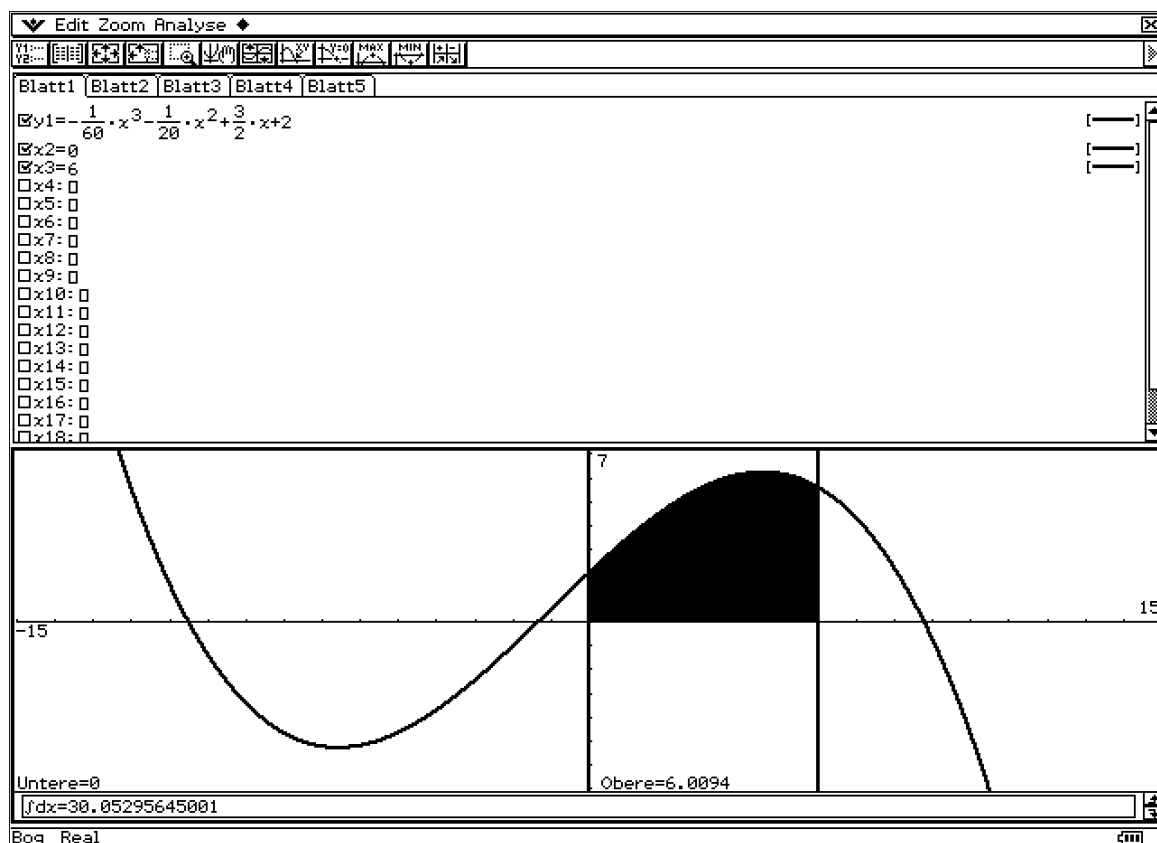 Edit Zoom Analyse
Blatt1 Blatt2 Blatt3 Blatt4 Blatt5
y1=-1/60·x^3-1/20·x^2+3/2·x+2
x2=0
x3=6
x4:
x5:
x6:
x7:
x8:
x9:
x10:
x11:
x12:
x13:
x14:
x15:
x16:
x17:
x18:
7
-15
15
Untere=0
Obere=6.0094
∫dx=30.05295645001
Bog Real